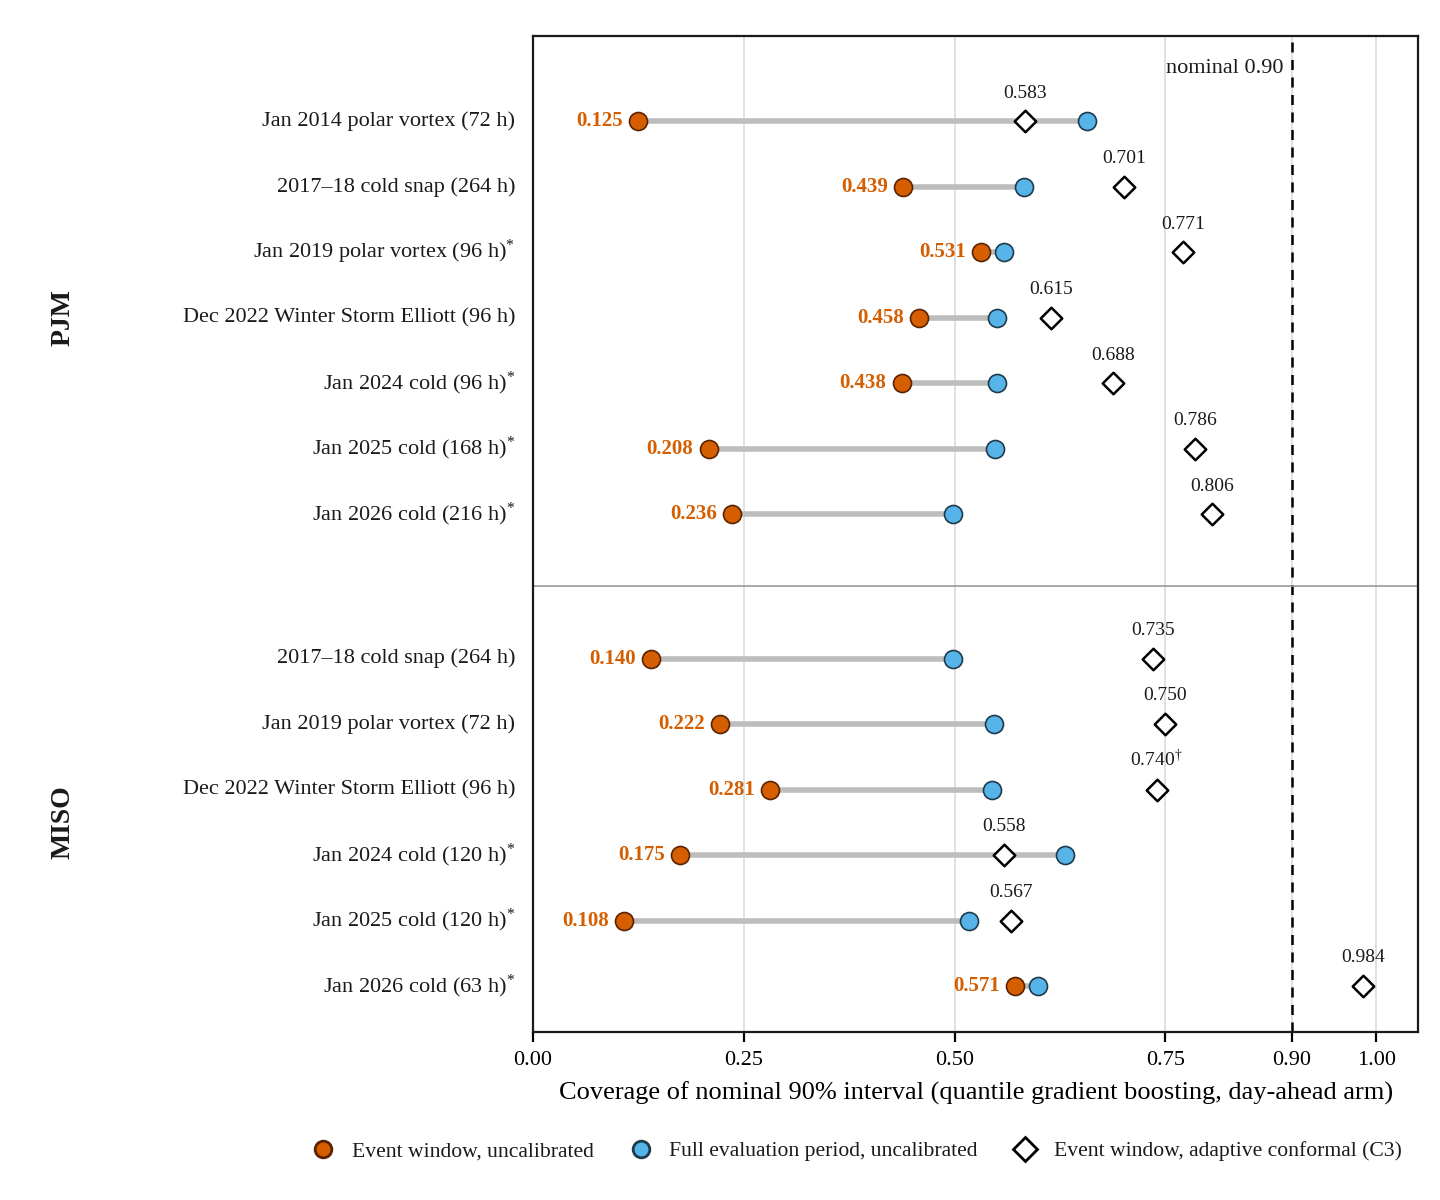 nominal 0.90
PJM
0.583
Jan 2014 polar vortex (72 h)
0.125
0.701
2017–18 cold snap (264 h)
0.439
0.771
Jan 2019 polar vortex (96 h)*
0.531
0.615
Dec 2022 Winter Storm Elliott (96 h)
0.458
0.688
Jan 2024 cold (96 h)*
0.438
0.786
Jan 2025 cold (168 h)*
0.208
0.806
Jan 2026 cold (216 h)*
0.236
MISO
0.735
2017–18 cold snap (264 h)
0.140
0.750
Jan 2019 polar vortex (72 h)
0.222
0.740†
Dec 2022 Winter Storm Elliott (96 h)
0.281
0.558
Jan 2024 cold (120 h)*
0.175
0.567
Jan 2025 cold (120 h)*
0.108
0.984
Jan 2026 cold (63 h)*
0.571
0.00 0.25 0.50 0.75 0.90 1.00
Coverage of nominal 90% interval (quantile gradient boosting, day-ahead arm)
Event window, uncalibrated Full evaluation period, uncalibrated Event window, adaptive conformal (C3)